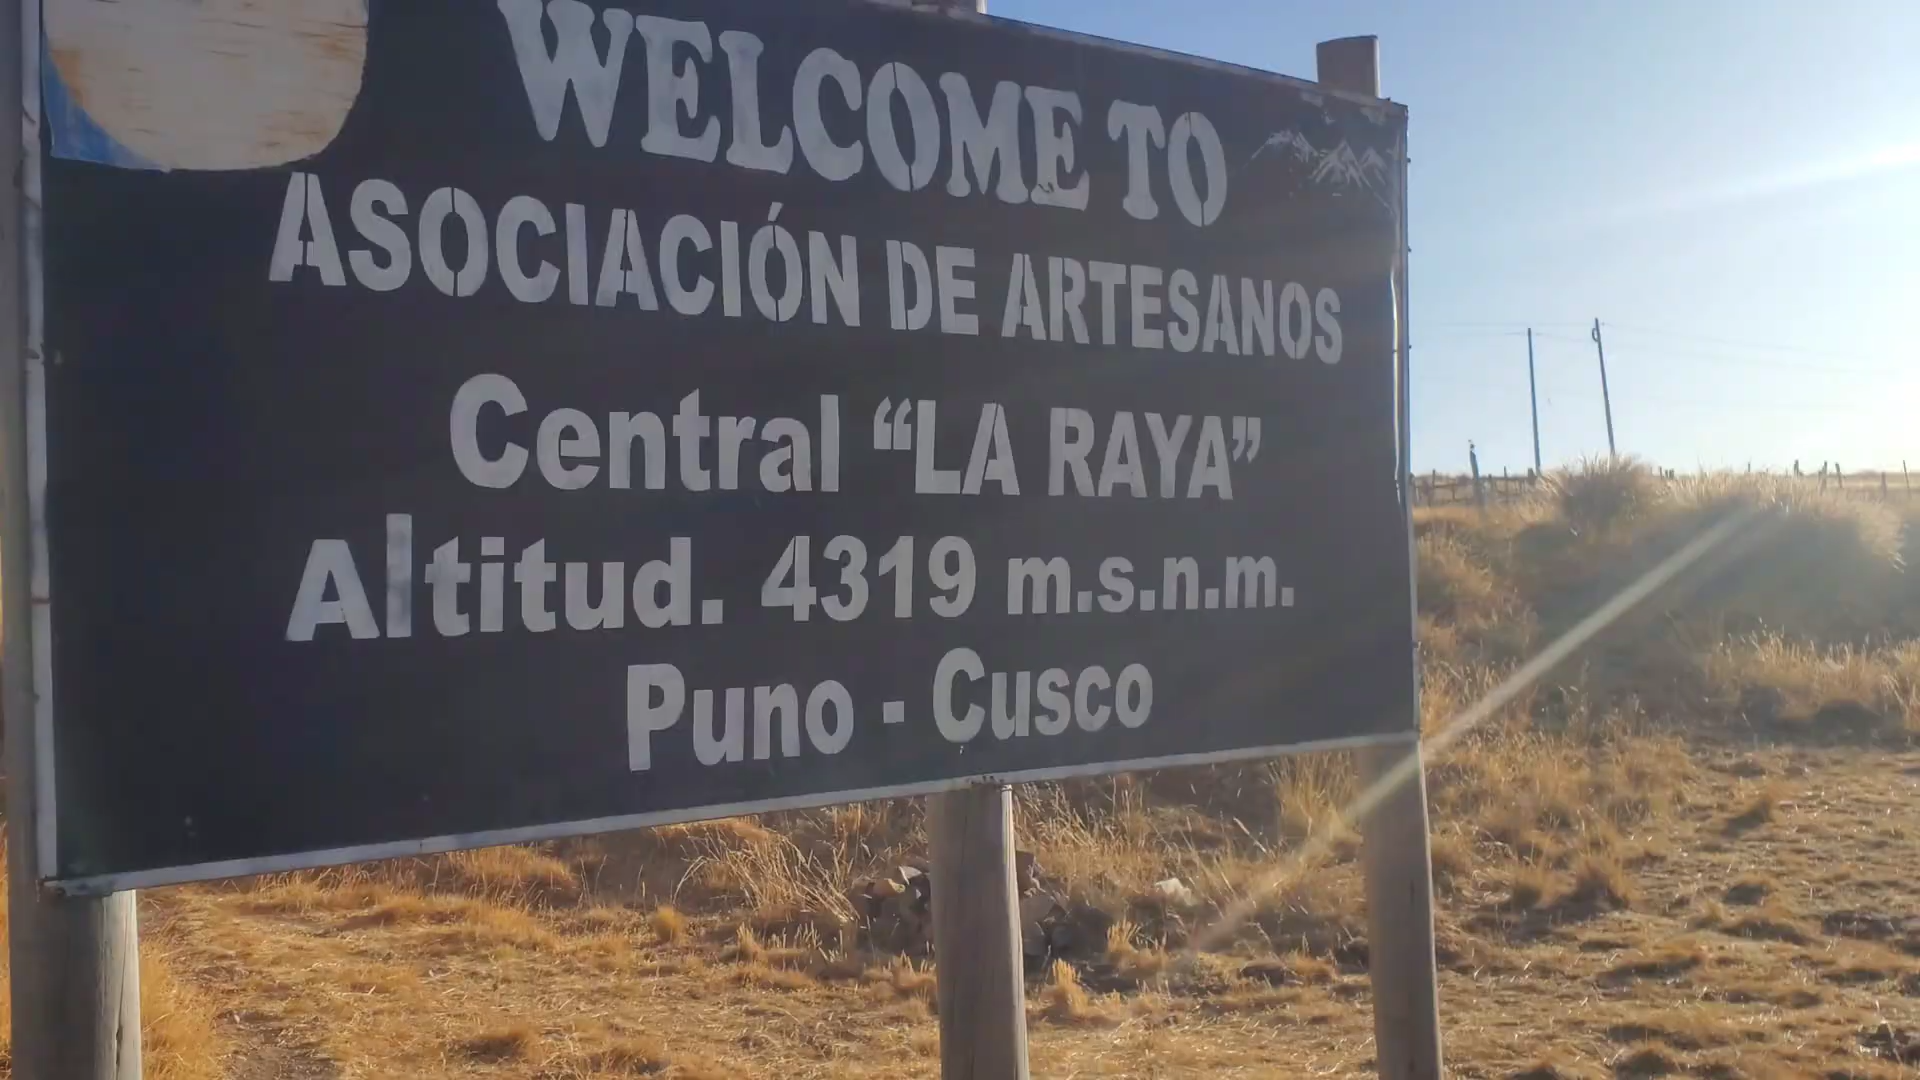 WELCOME TO
ASOCIACIÓN DE ARTESANOS
Central “LA RAYA”
Altitud. 4319 m.s.n.m.
Puno - Cusco